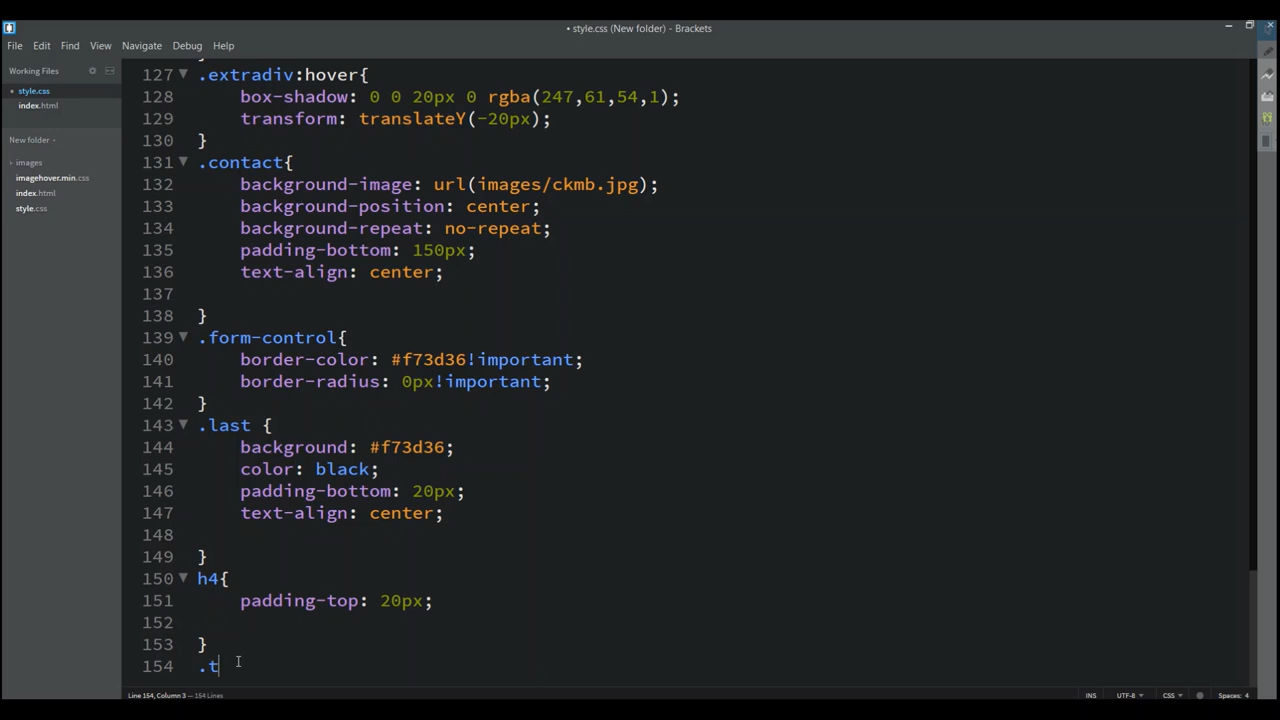 • style.css (New folder) - Brackets
File Edit Find View Navigate Debug Help
Working Files
• style.css
index.html
New folder
images
imagehover.min.css
index.html
style.css
127 .extradiv:hover{
128 box-shadow: 0 0 20px 0 rgba(247,61,54,1);
129 transform: translateY(-20px);
130 }
131 .contact{
132 background-image: url(images/ckmb.jpg);
133 background-position: center;
134 background-repeat: no-repeat;
135 padding-bottom: 150px;
136 text-align: center;
137
138 }
139 .form-control{
140 border-color: #f73d36!important;
141 border-radius: 0px!important;
142 }
143 .last {
144 background: #f73d36;
145 color: black;
146 padding-bottom: 20px;
147 text-align: center;
148
149 }
150 h4{
151 padding-top: 20px;
152
153 }
154 .t
Line 154, Column 3 — 154 Lines
INS UTF-8 CSS Spaces: 4